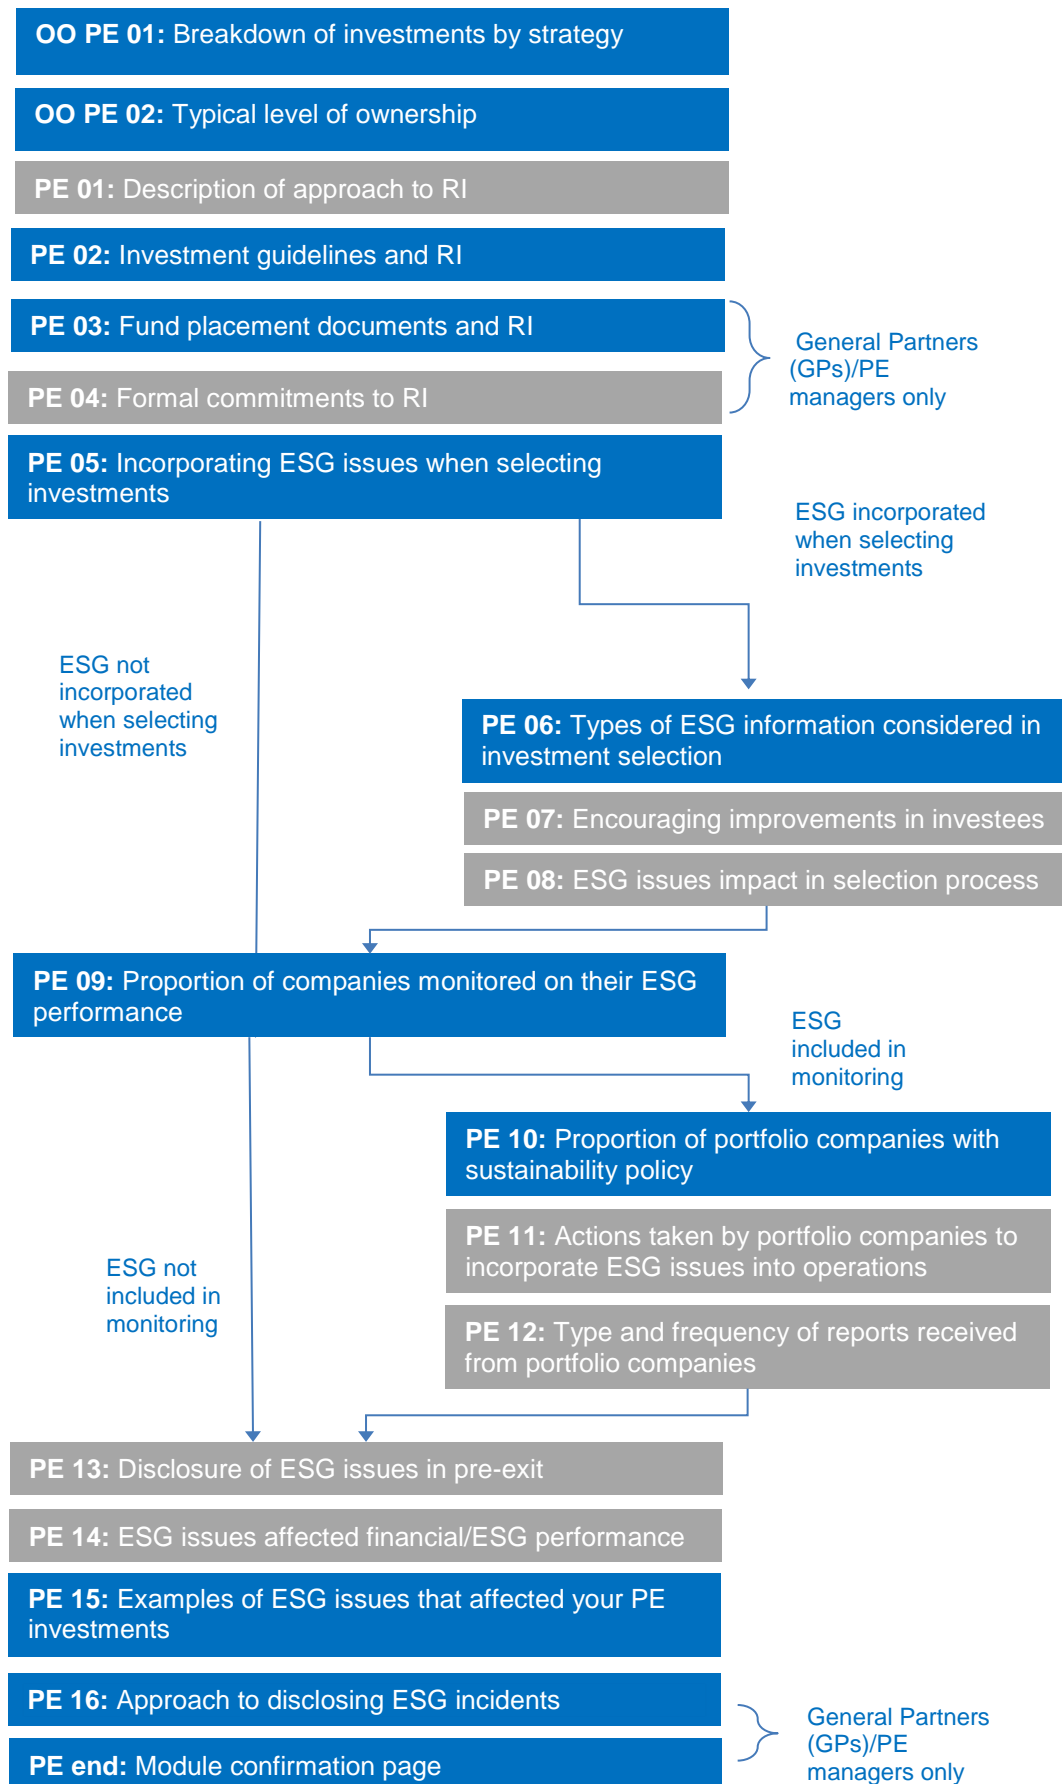 OO PE 01: Breakdown of investments by strategy
OO PE 02: Typical level of ownership
PE 01: Description of approach to RI
PE 02: Investment guidelines and RI
PE 03: Fund placement documents and RI
General Partners
(GPs)/PE
managers only
PE 04: Formal commitments to RI
PE 05: Incorporating ESG issues when selecting
investments
ESG incorporated
when selecting
investments
ESG not
incorporated
when selecting
investments
PE 06: Types of ESG information considered in
investment selection
PE 07: Encouraging improvements in investees
PE 08: ESG issues impact in selection process
PE 09: Proportion of companies monitored on their ESG
performance
ESG
included in
monitoring
PE 10: Proportion of portfolio companies with
sustainability policy
PE 11: Actions taken by portfolio companies to
incorporate ESG issues into operations
ESG not
included in
monitoring
PE 12: Type and frequency of reports received
from portfolio companies
PE 13: Disclosure of ESG issues in pre-exit
PE 14: ESG issues affected financial/ESG performance
PE 15: Examples of ESG issues that affected your PE
investments
PE 16: Approach to disclosing ESG incidents
General Partners
(GPs)/PE
managers only
PE end: Module confirmation page